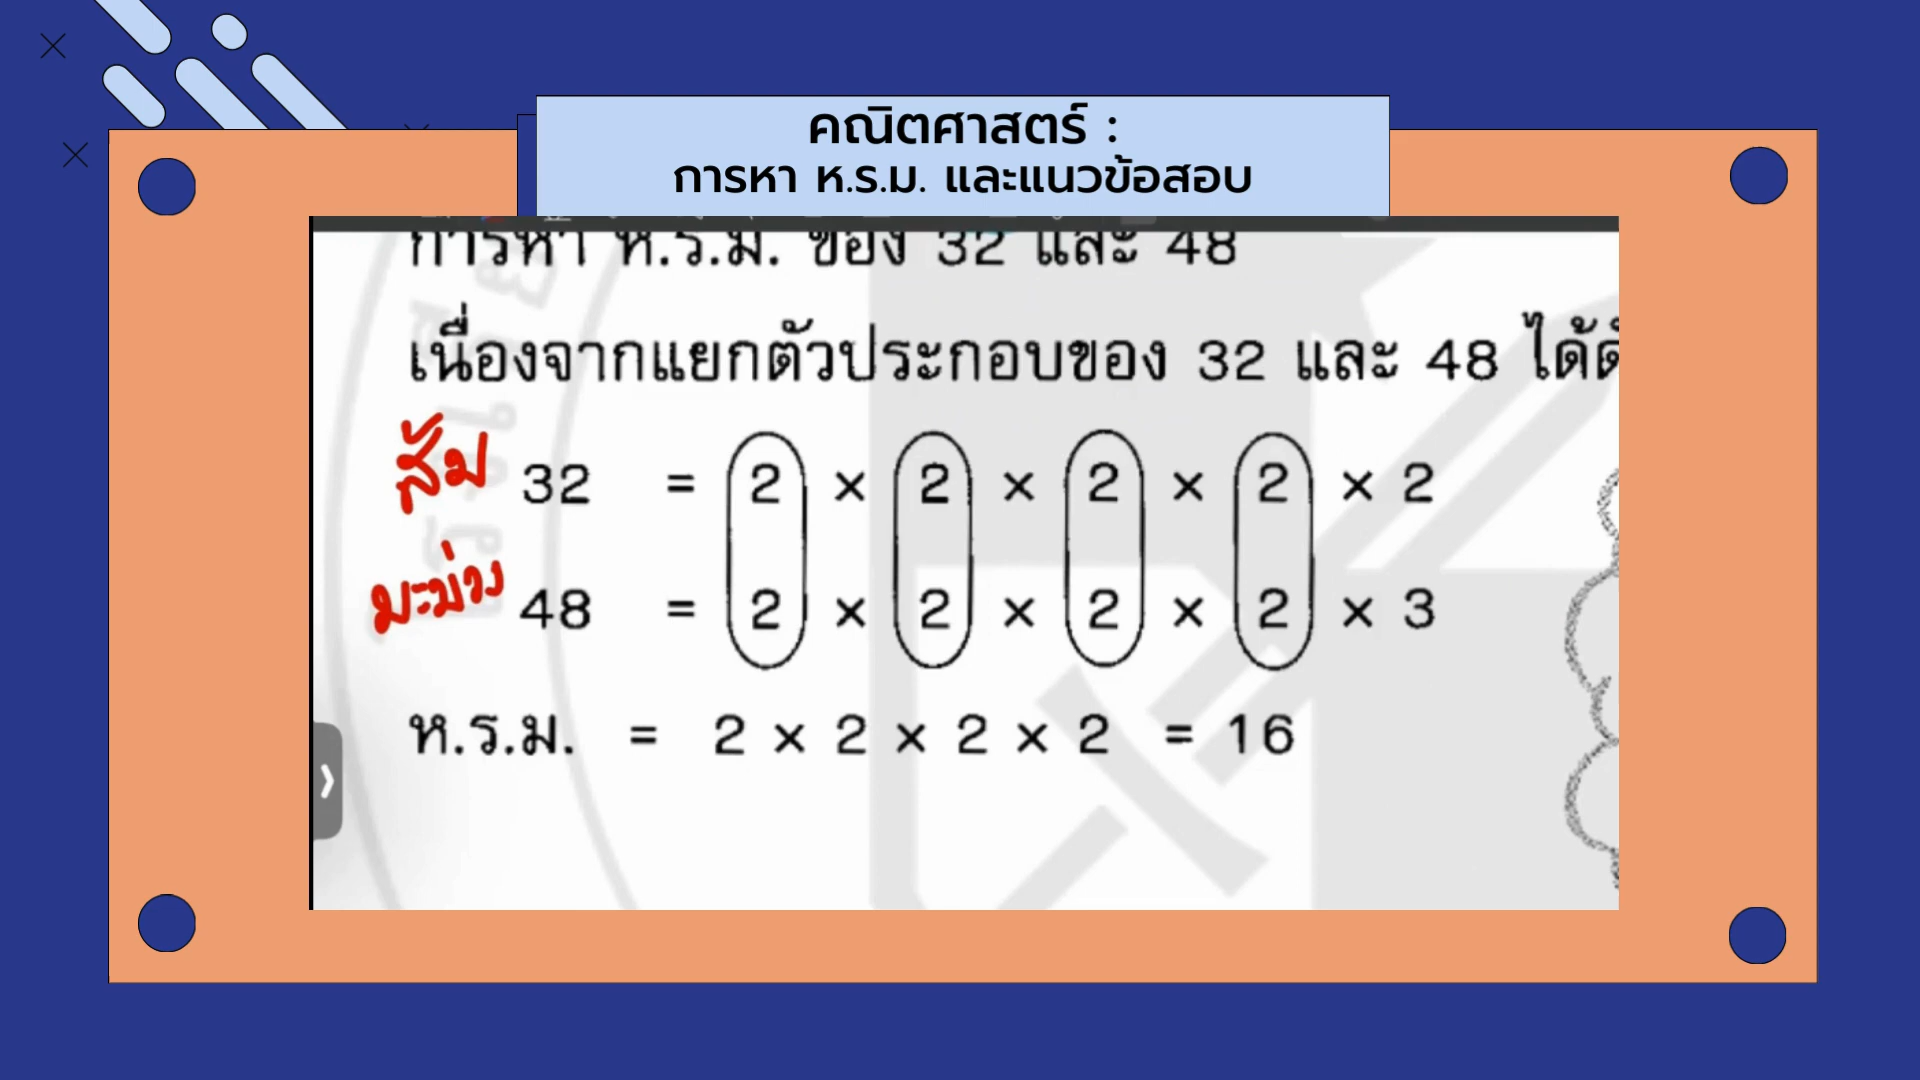 คณิตศาสตร์ :
การหา ห.ร.ม. และแนวข้อสอบ
การหา ห.ร.ม. ของ 32 และ 48
เนื่องจากแยกตัวประกอบของ 32 และ 48 ได้
ส้ม 32 = 2 × 2 × 2 × 2 × 2
มะม่วง 48 = 2 × 2 × 2 × 2 × 3
ห.ร.ม. = 2 × 2 × 2 × 2 = 16